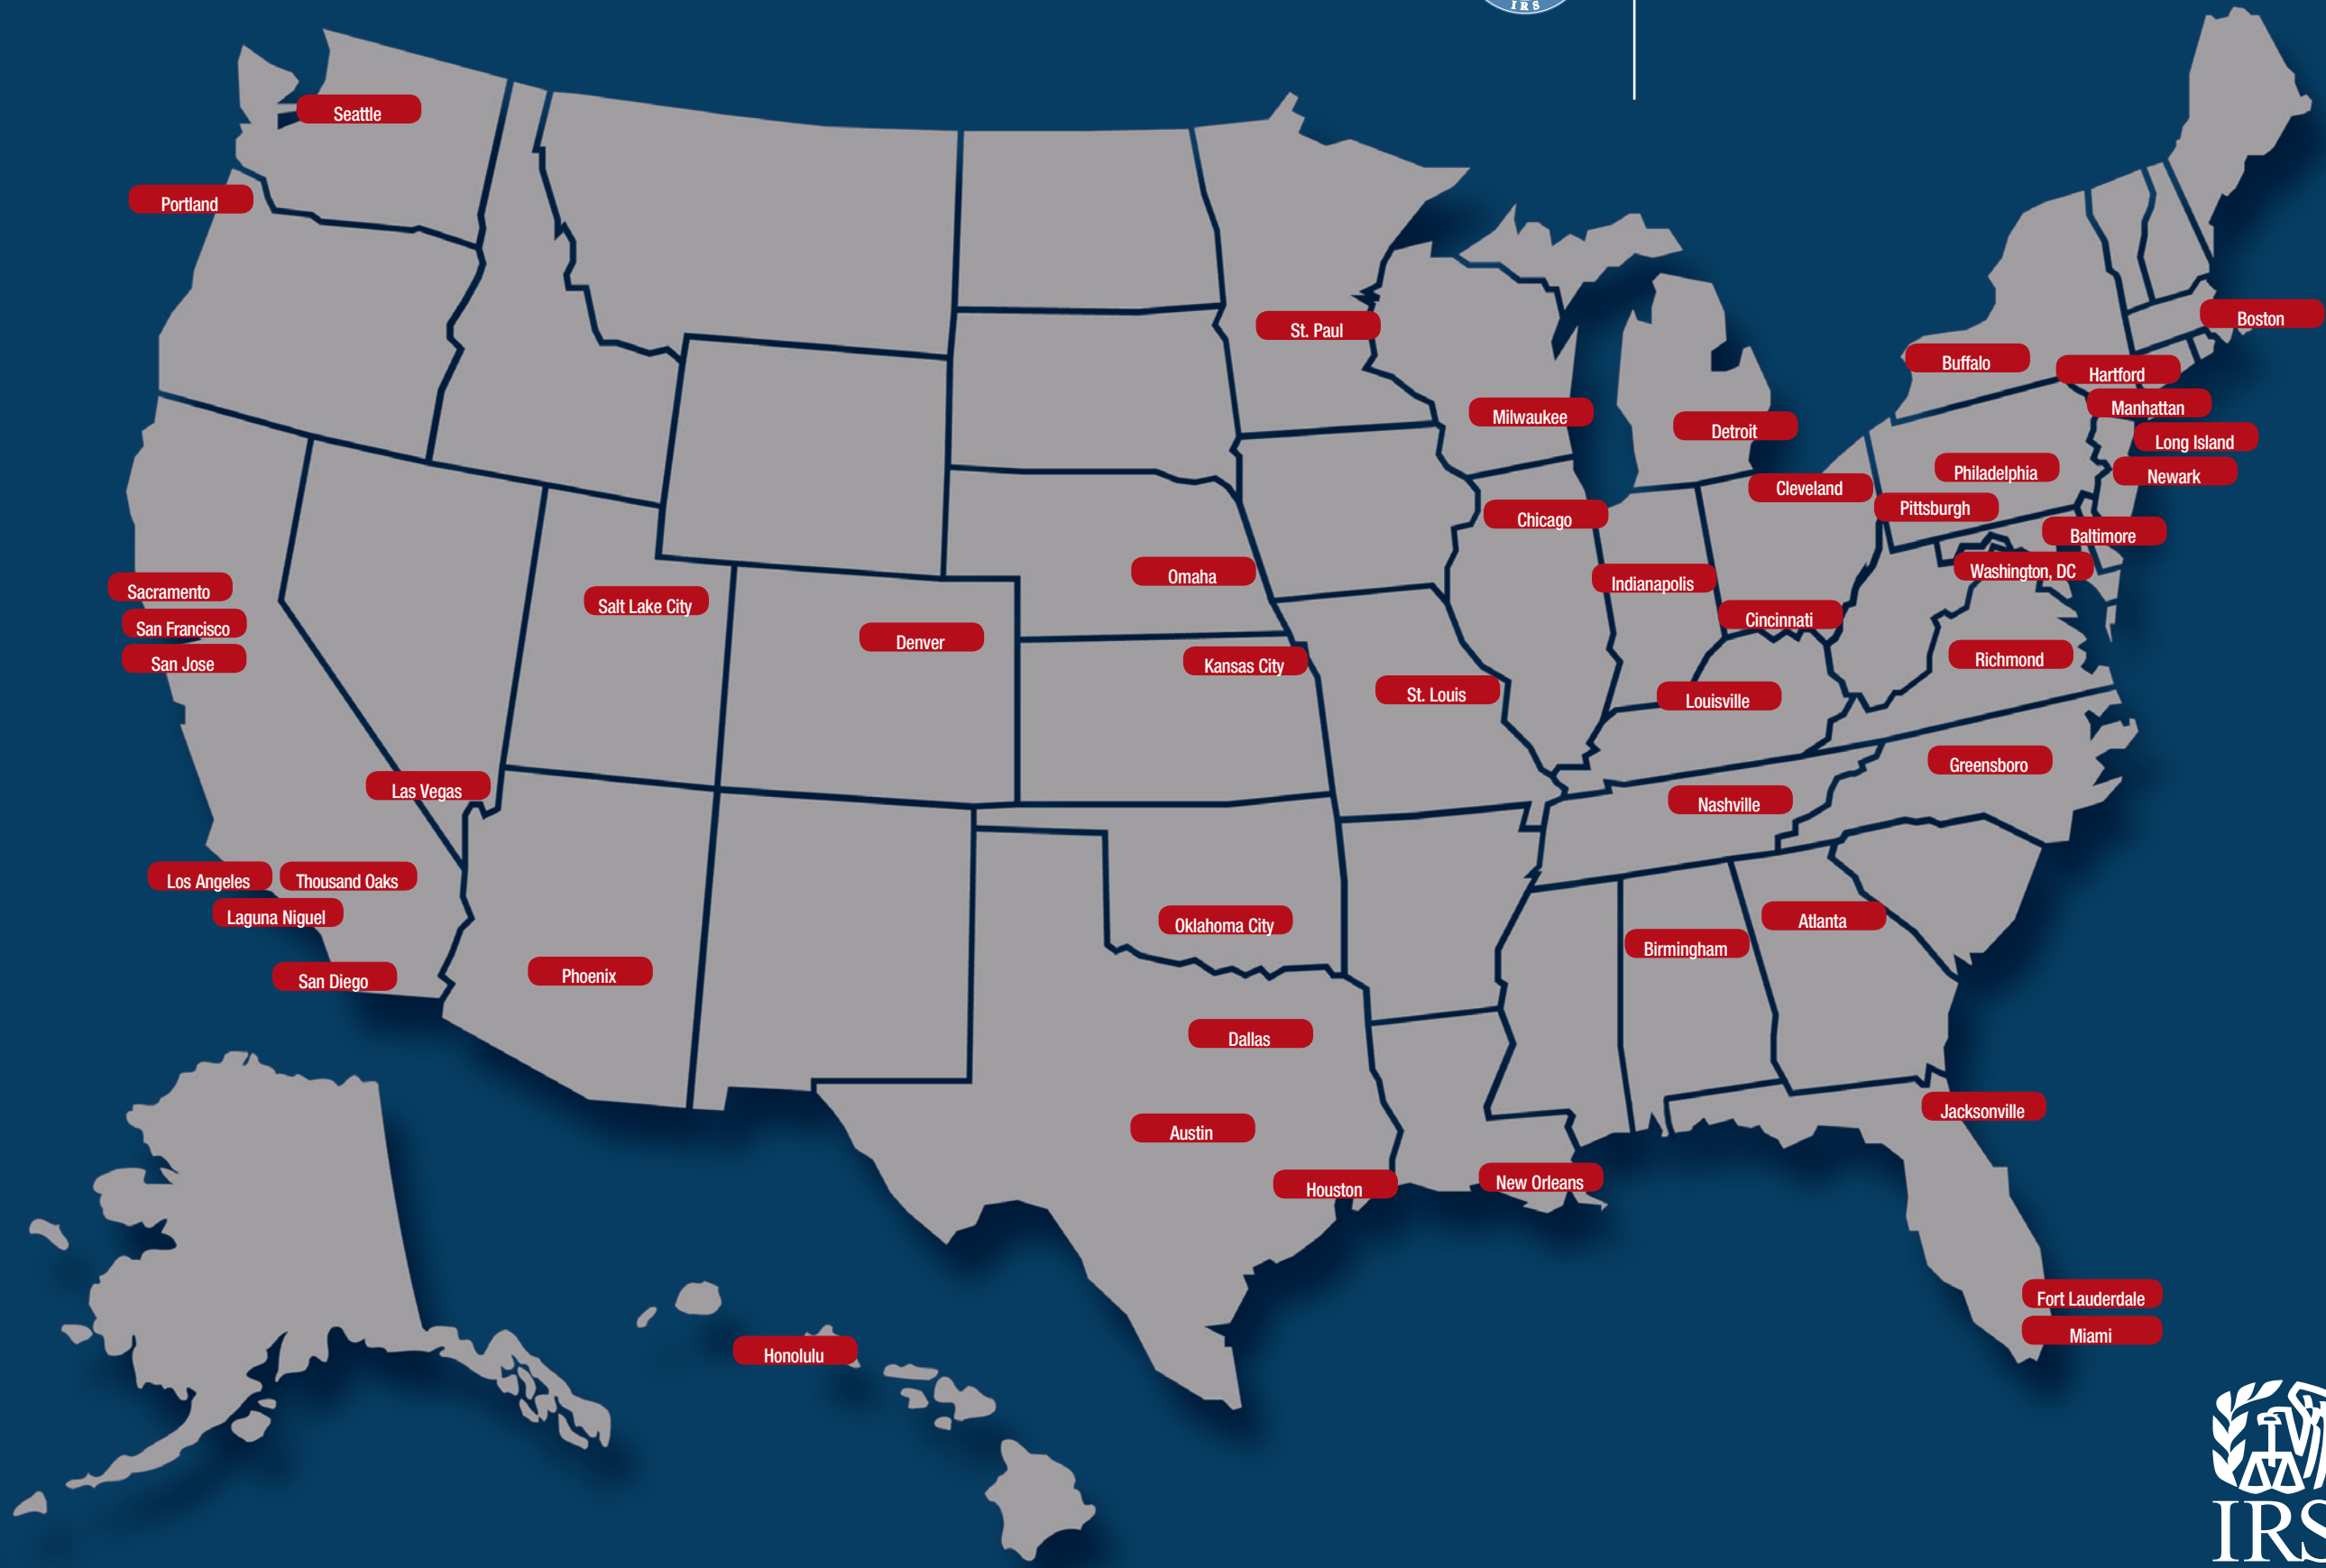 IRS
Seattle
Portland
Boston
St. Paul
Buffalo
Hartford
Manhattan
Milwaukee
Detroit
Long Island
Philadelphia
Newark
Cleveland
Pittsburgh
Chicago
Baltimore
Washington, DC
Omaha
Indianapolis
Sacramento
Salt Lake City
Cincinnati
San Francisco
Denver
San Jose
Kansas City
Richmond
St. Louis
Louisville
Greensboro
Las Vegas
Nashville
Los Angeles
Thousand Oaks
Laguna Niguel
Oklahoma City
Atlanta
Birmingham
San Diego
Phoenix
Dallas
Jacksonville
Austin
Houston
New Orleans
Fort Lauderdale
Miami
Honolulu
IRS